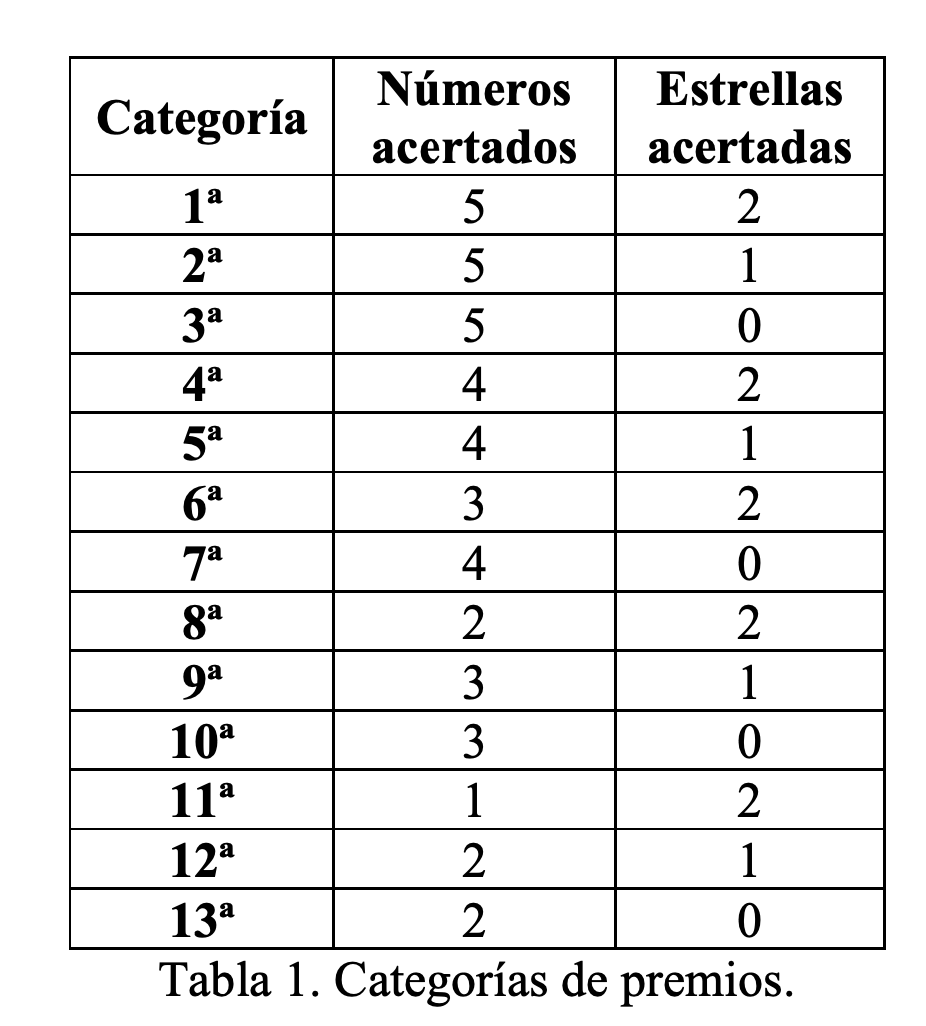 Categoría Números acertados Estrellas acertadas
1ª 5 2
2ª 5 1
3ª 5 0
4ª 4 2
5ª 4 1
6ª 3 2
7ª 4 0
8ª 2 2
9ª 3 1
10ª 3 0
11ª 1 2
12ª 2 1
13ª 2 0
Tabla 1. Categorías de premios.